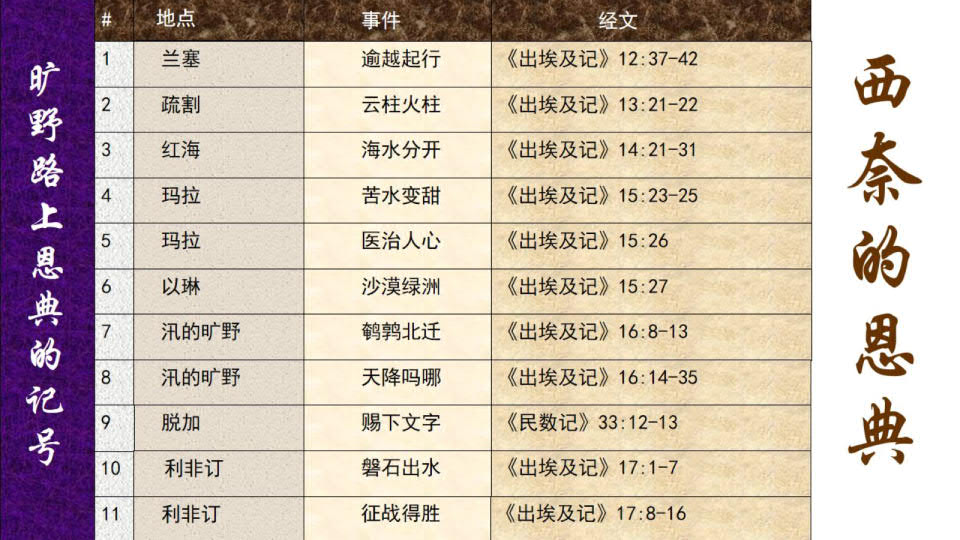 旷野路上恩典的记号
# 地点 事件 经文
1 兰塞 逾越起行 《出埃及记》12:37-42
2 疏割 云柱火柱 《出埃及记》13:21-22
3 红海 海水分开 《出埃及记》14:21-31
4 玛拉 苦水变甜 《出埃及记》15:23-25
5 玛拉 医治人心 《出埃及记》15:26
6 以琳 沙漠绿洲 《出埃及记》15:27
7 汛的旷野 鹌鹑北迁 《出埃及记》16:8-13
8 汛的旷野 天降吗哪 《出埃及记》16:14-35
9 脱加 赐下文字 《民数记》33:12-13
10 利非订 磐石出水 《出埃及记》17:1-7
11 利非订 征战得胜 《出埃及记》17:8-16
西奈的恩典